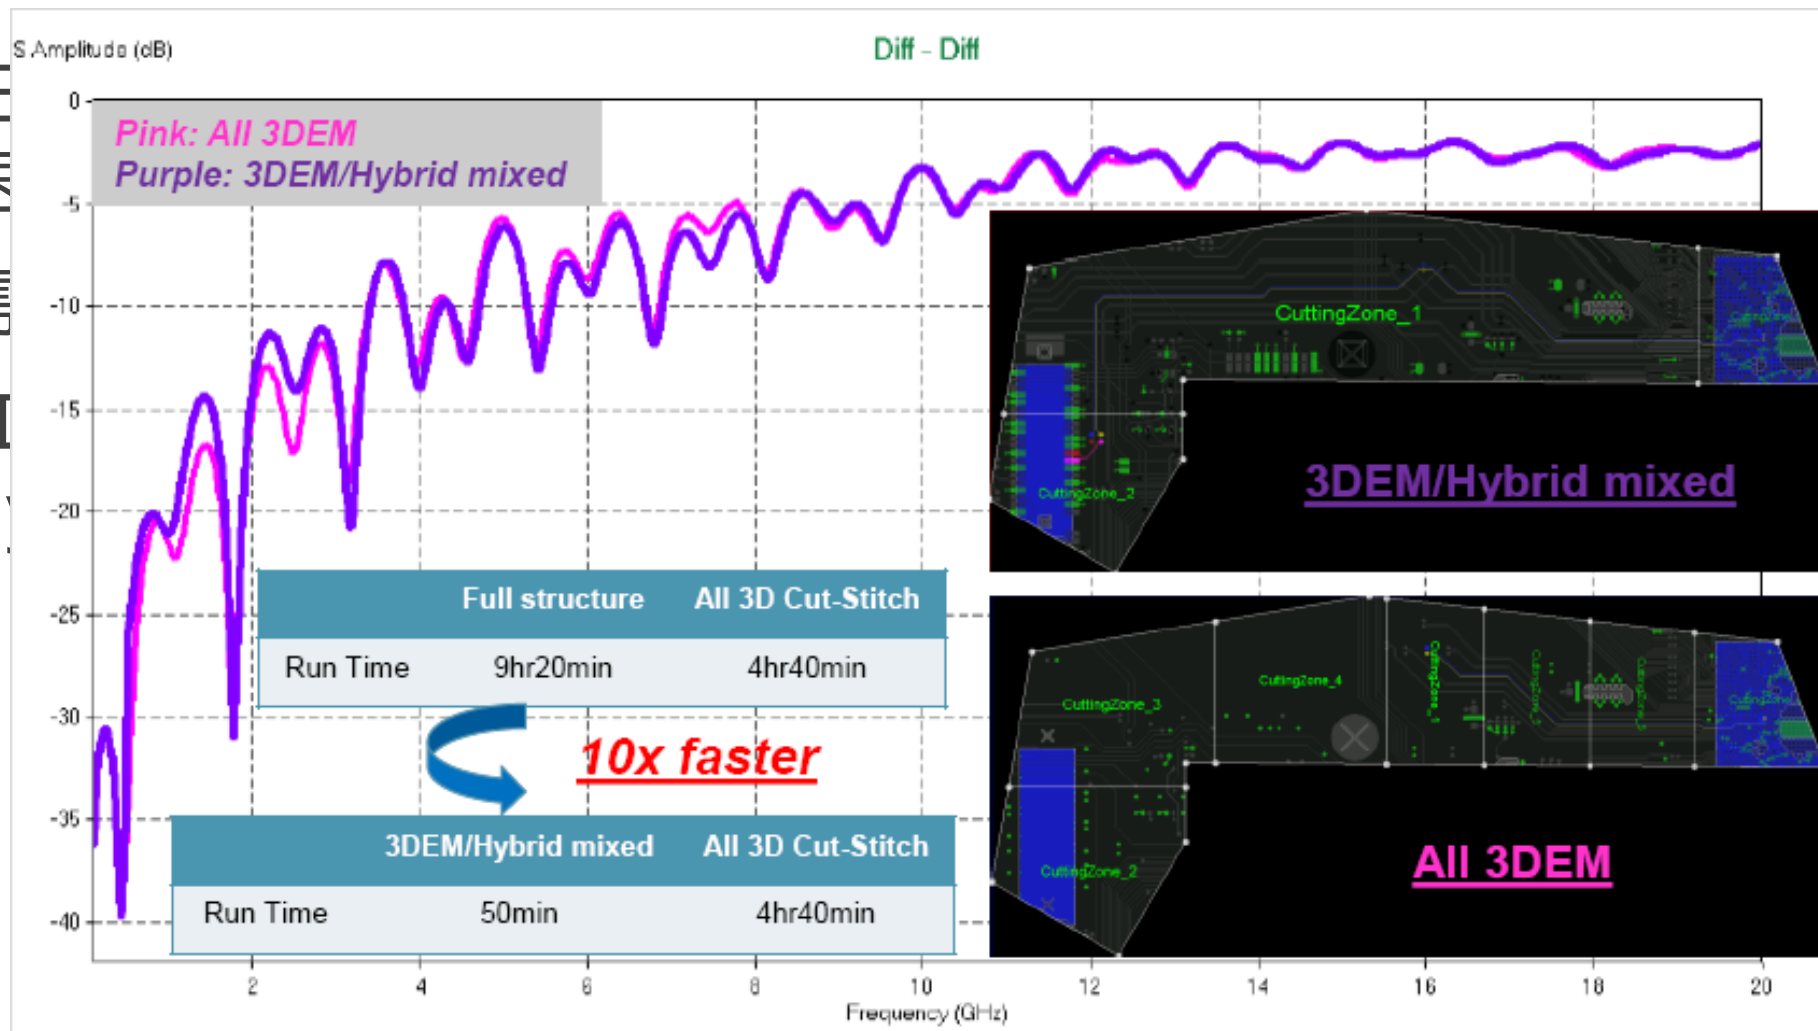 S Amplitude (dB)
Diff - Diff
Pink: All 3DEM
Purple: 3DEM/Hybrid mixed
0
-5
-10
-15
-20
-25
-30
-35
-40
CuttingZone_1
CuttingZone_2
3DEM/Hybrid mixed
Full structure All 3D Cut-Stitch
Run Time 9hr20min 4hr40min
10x faster
3DEM/Hybrid mixed All 3D Cut-Stitch
Run Time 50min 4hr40min
CuttingZone_3
CuttingZone_4
CuttingZone_1
CuttingZone_2
All 3DEM
2 4 6 8 10 12 14 16 18 20
Frequency (GHz)